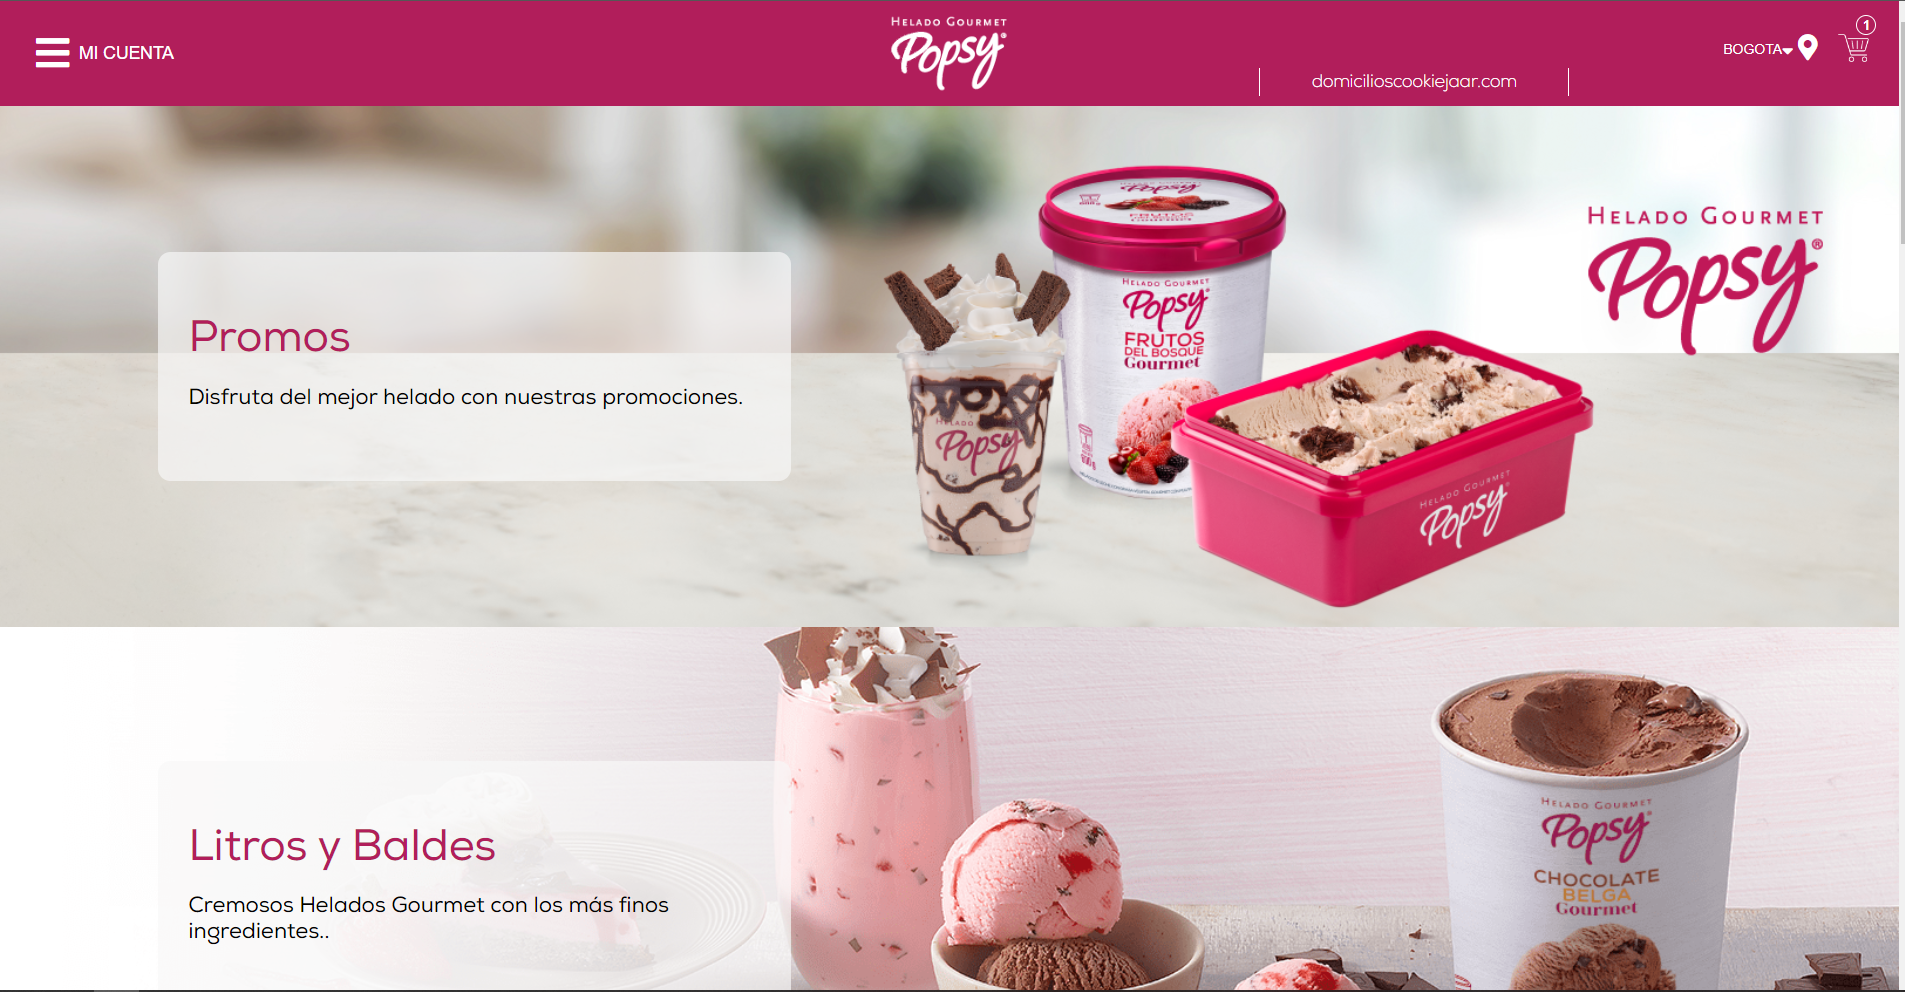 MI CUENTA
HELADO GOURMET
Popsy®
domicilioscookiejaar.com
BOGOTA
1
HELADO GOURMET
Popsy®
Promos
Disfruta del mejor helado con nuestras promociones.
Popsy
FRUTOS
HELADO GOURMET
Popsy
FRUTOS
DEL BOSQUE
Gourmet
HELADO
Popsy
HELADO GOURMET
Popsy
Litros y Baldes
Cremosos Helados Gourmet con los más finos
ingredientes..
HELADO GOURMET
Popsy
CHOCOLATE
BELGA
Gourmet